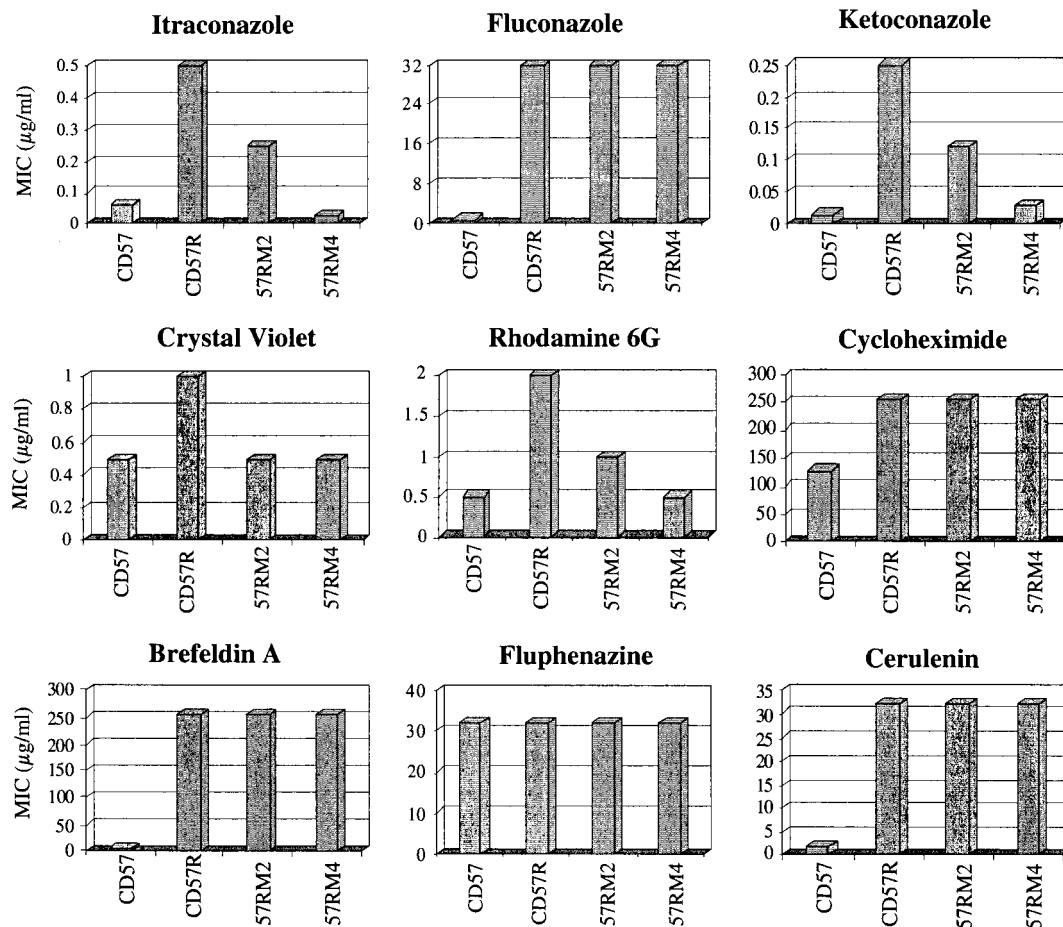 Itraconazole
MIC (µg/ml)
0.5
0.4
0.3
0.2
0.1
0
CD57
CD57R
57RM2
57RM4
Fluconazole
32
24
16
8
0
CD57
CD57R
57RM2
57RM4
Ketoconazole
0.25
0.2
0.15
0.1
0.05
0
CD57
CD57R
57RM2
57RM4
Crystal Violet
MIC (µg/ml)
1
0.8
0.6
0.4
0.2
0
CD57
CD57R
57RM2
57RM4
Rhodamine 6G
2
1.5
1
0.5
0
CD57
CD57R
57RM2
57RM4
Cycloheximide
300
250
200
150
100
50
0
CD57
CD57R
57RM2
57RM4
Brefeldin A
MIC (µg/ml)
300
250
200
150
100
50
0
CD57
CD57R
57RM2
57RM4
Fluphenazine
40
30
20
10
0
CD57
CD57R
57RM2
57RM4
Cerulenin
35
30
25
20
15
10
5
0
CD57
CD57R
57RM2
57RM4